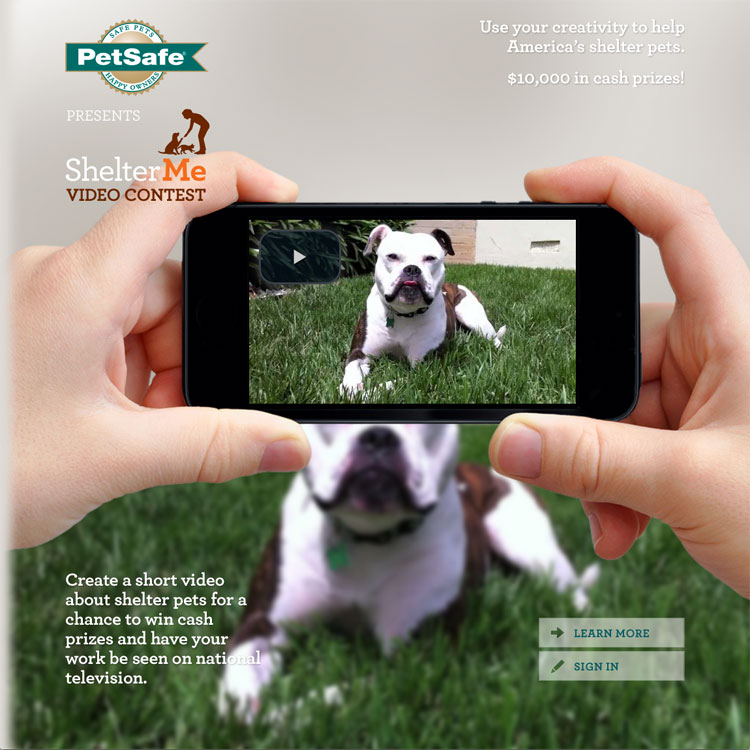 SAFE PETS
PetSafe®
HAPPY OWNERS
PRESENTS
ShelterMe
VIDEO CONTEST
Use your creativity to help
America's shelter pets.
$10,000 in cash prizes!
Create a short video
about shelter pets for a
chance to win cash
prizes and have your
work be seen on national
television.
LEARN MORE
SIGN IN